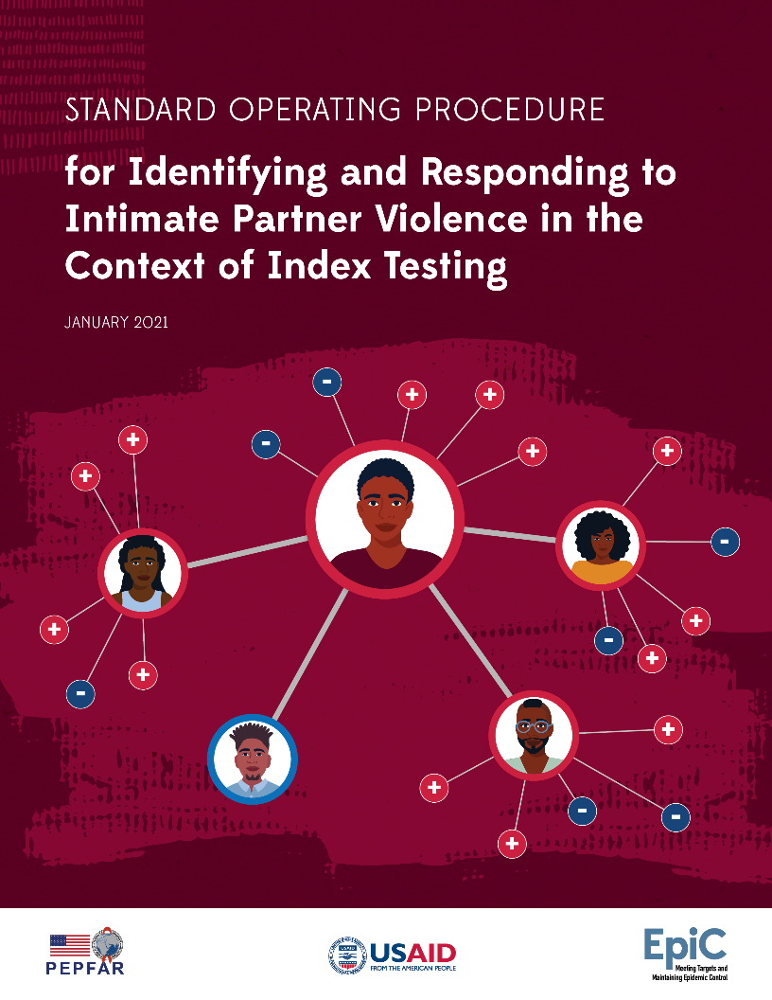 STANDARD OPERATING PROCEDURE
for Identifying and Responding to
Intimate Partner Violence in the
Context of Index Testing
JANUARY 2021
-
+
+
-
+
+
+
+
-
+
+
-
+
-
+
-
+
+
-
-
+
PEPFAR
USAID
USAID
FROM THE AMERICAN PEOPLE
EpiC
Meeting Targets and
Maintaining Epidemic Control